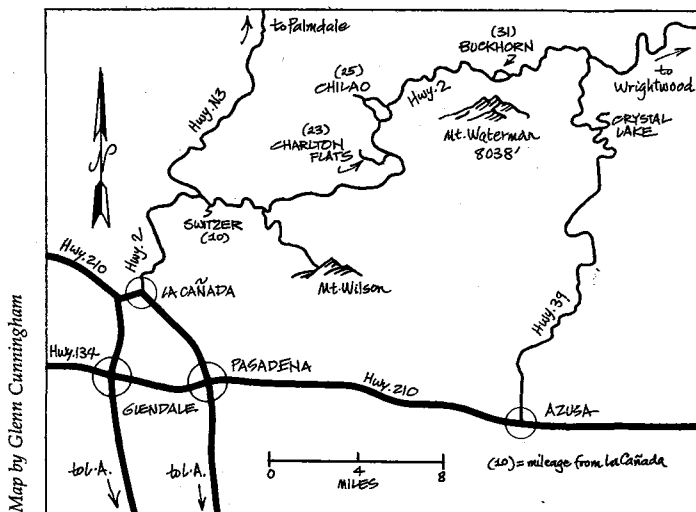 to Palmdale
(31)
BUCKHORN
(25)
CHILAO
Hwy. 2
to
Wrightwood
Hwy. N3
(23)
CHARLTON
FLATS
Mt. Waterman
8038'
CRYSTAL
LAKE
N
SWITZER
(10)
Hwy. 2
Hwy. 210
LA CAÑADA
Mt. Wilson
Hwy. 39
Hwy. 134
PASADENA
Hwy. 210
GLENDALE
AZUSA
to L.A.
to L.A.
0 4 8
MILES
(10) = mileage from La Cañada
Map by Glenn Cunningham